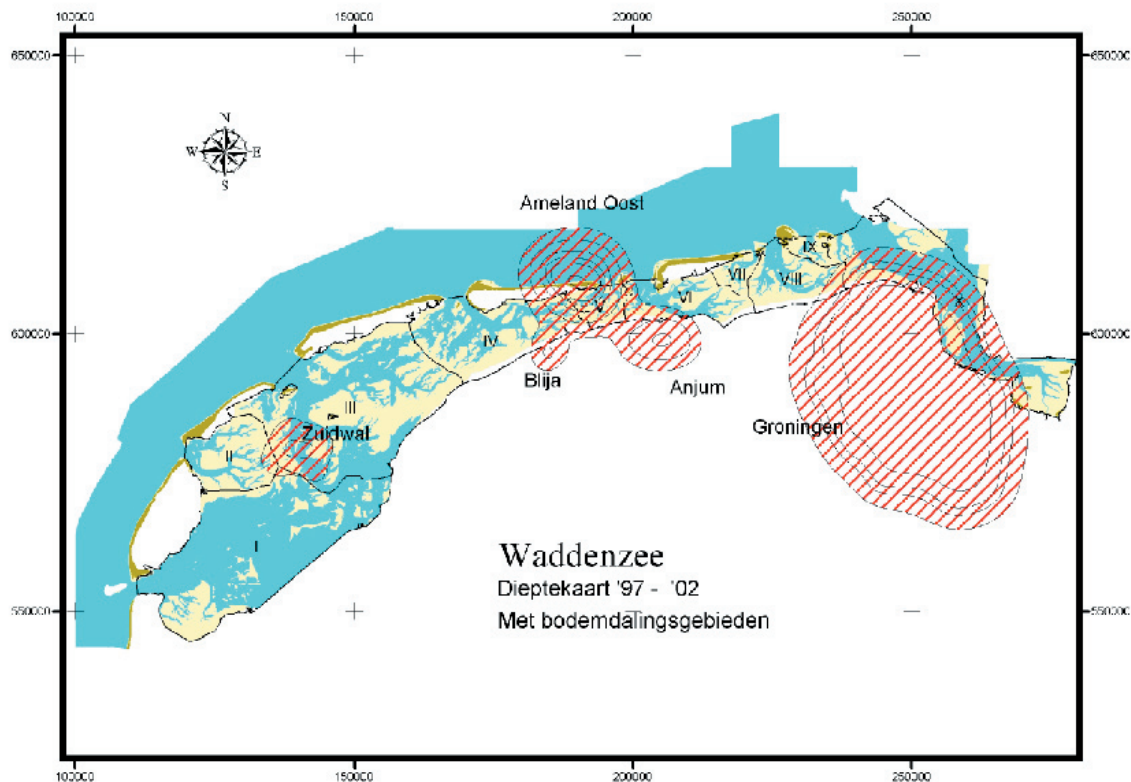 100000 150000 200000 250000
650000 650000
N
W E
S
Ameland Oost
IX
VII
VIII
VI
V
X
600000 600000
IV
Blija
Anjum
III
Zuidwal
Groningen
II
I
Waddenzee
Dieptekaart '97 - '02
Met bodemdalingsgebieden
550000 550000
100000 150000 200000 250000